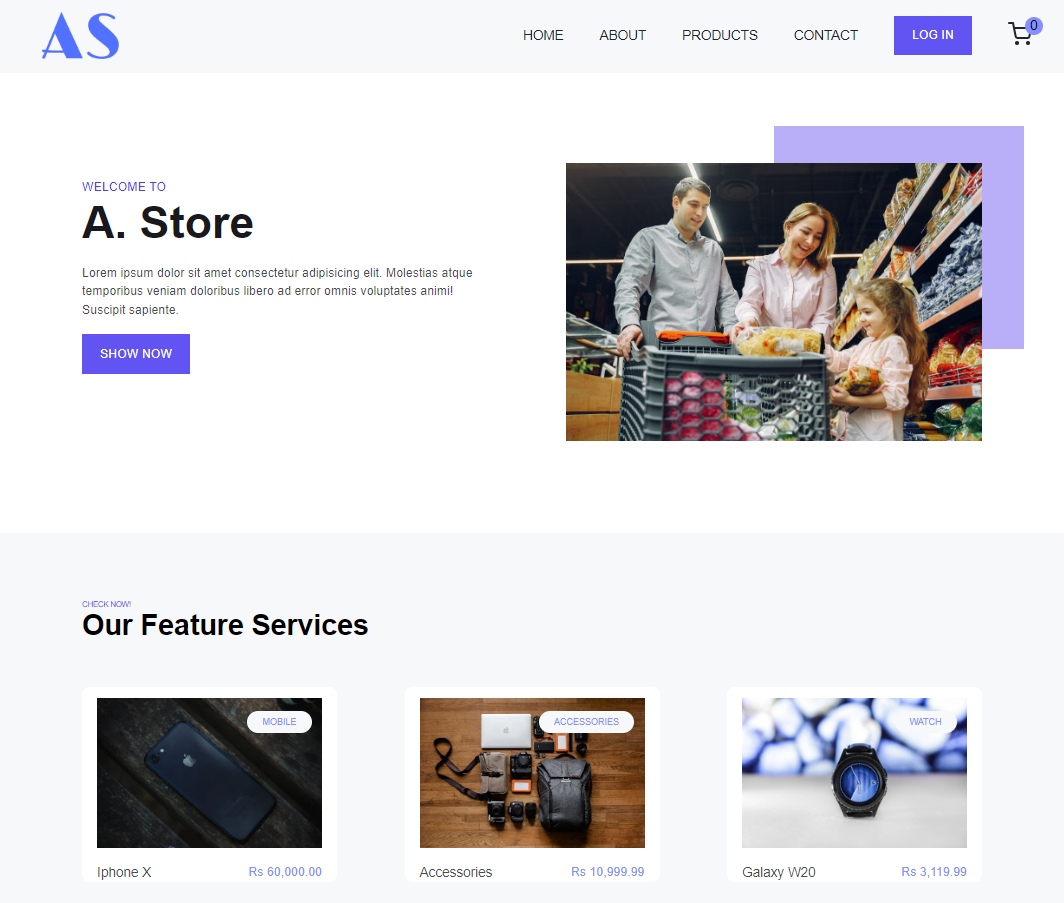 AS
HOME ABOUT PRODUCTS CONTACT LOG IN 0
WELCOME TO
A. Store
Lorem ipsum dolor sit amet consectetur adipisicing elit. Molestias atque
temporibus veniam doloribus libero ad error omnis voluptates animi!
Suscipit sapiente.
SHOW NOW
CHECK NOW!
Our Feature Services
MOBILE
ACCESSORIES
WATCH
Iphone X Rs 60,000.00
Accessories Rs 10,999.99
Galaxy W20 Rs 3,119.99